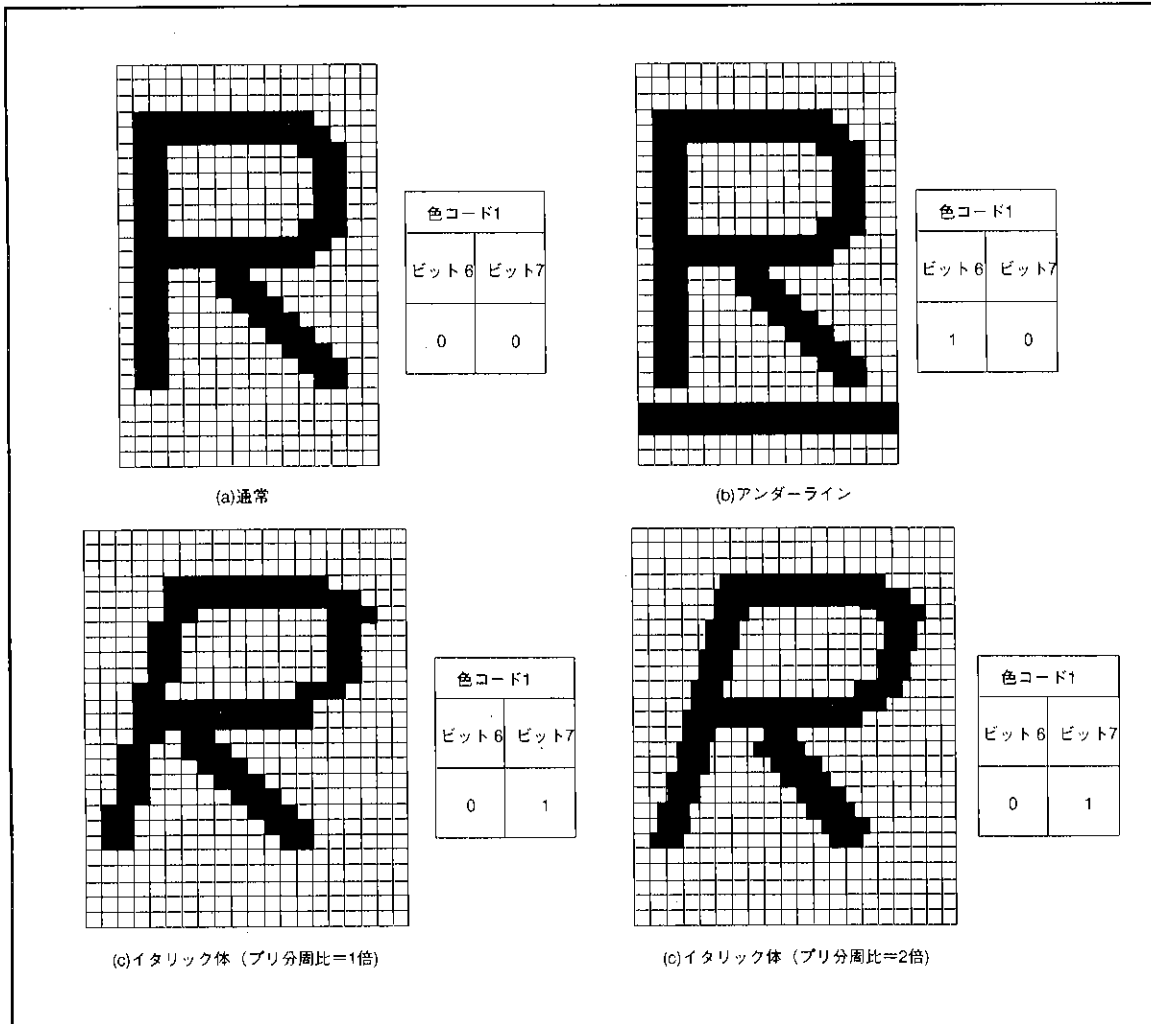 色コード1
ビット6 ビット7
0 0
(a)通常
色コード1
ビット6 ビット7
1 0
(b)アンダーライン
色コード1
ビット6 ビット7
0 1
(c)イタリック体（プリ分周比＝1倍)
色コード1
ビット6 ビット7
0 1
(c)イタリック体（プリ分周比＝2倍)